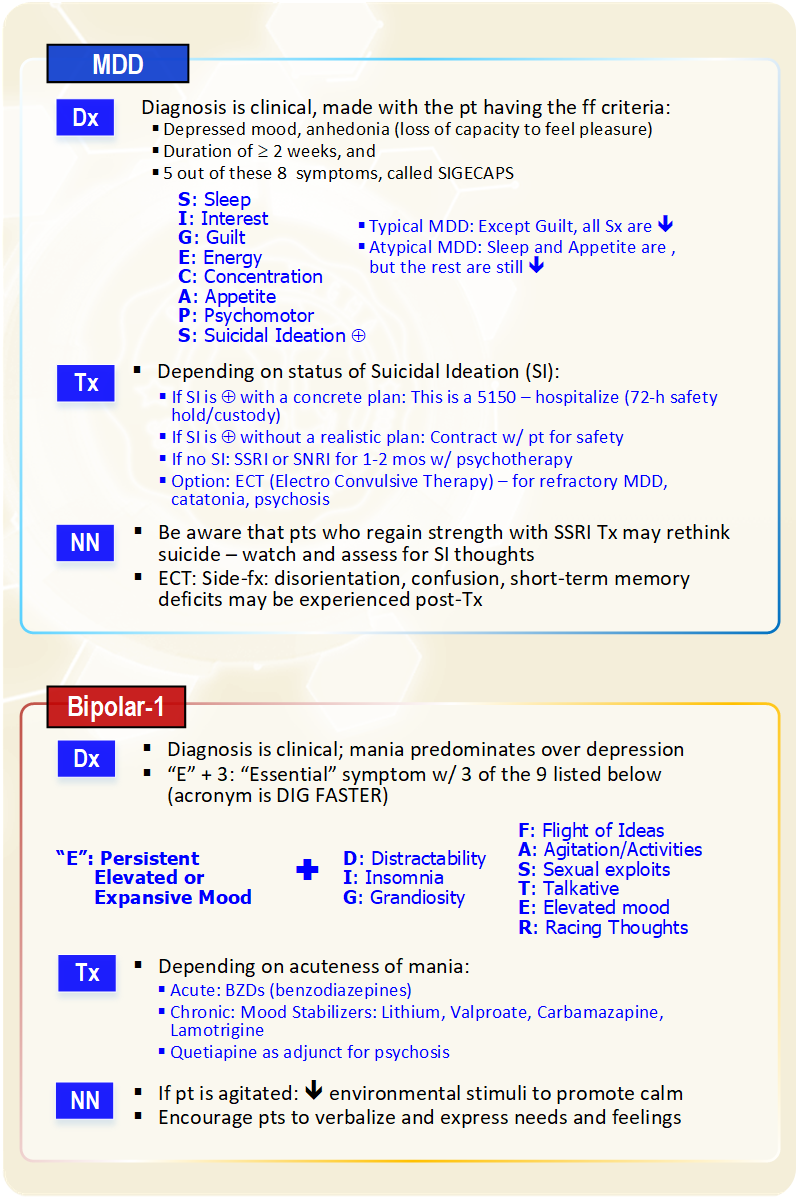 MDD
Dx
Diagnosis is clinical, made with the pt having the ff criteria:
▪ Depressed mood, anhedonia (loss of capacity to feel pleasure)
▪ Duration of ≥ 2 weeks, and
▪ 5 out of these 8 symptoms, called SIGECAPS
S: Sleep
I: Interest
G: Guilt
E: Energy
C: Concentration
A: Appetite
P: Psychomotor
S: Suicidal Ideation ⊕
▪ Typical MDD: Except Guilt, all Sx are 🡻
▪ Atypical MDD: Sleep and Appetite are ,
but the rest are still 🡻
Tx
▪ Depending on status of Suicidal Ideation (SI):
▪ If SI is ⊕ with a concrete plan: This is a 5150 – hospitalize (72-h safety
hold/custody)
▪ If SI is ⊕ without a realistic plan: Contract w/ pt for safety
▪ If no SI: SSRI or SNRI for 1-2 mos w/ psychotherapy
▪ Option: ECT (Electro Convulsive Therapy) – for refractory MDD,
catatonia, psychosis
NN
▪ Be aware that pts who regain strength with SSRI Tx may rethink
suicide – watch and assess for SI thoughts
▪ ECT: Side-fx: disorientation, confusion, short-term memory
deficits may be experienced post-Tx
Bipolar-1
Dx
▪ Diagnosis is clinical; mania predominates over depression
▪ “E” + 3: “Essential” symptom w/ 3 of the 9 listed below
(acronym is DIG FASTER)
“E”: Persistent
Elevated or
Expansive Mood
✚
D: Distractability
I: Insomnia
G: Grandiosity
F: Flight of Ideas
A: Agitation/Activities
S: Sexual exploits
T: Talkative
E: Elevated mood
R: Racing Thoughts
Tx
▪ Depending on acuteness of mania:
▪ Acute: BZDs (benzodiazepines)
▪ Chronic: Mood Stabilizers: Lithium, Valproate, Carbamazapine,
Lamotrigine
▪ Quetiapine as adjunct for psychosis
NN
▪ If pt is agitated: 🡻 environmental stimuli to promote calm
▪ Encourage pts to verbalize and express needs and feelings